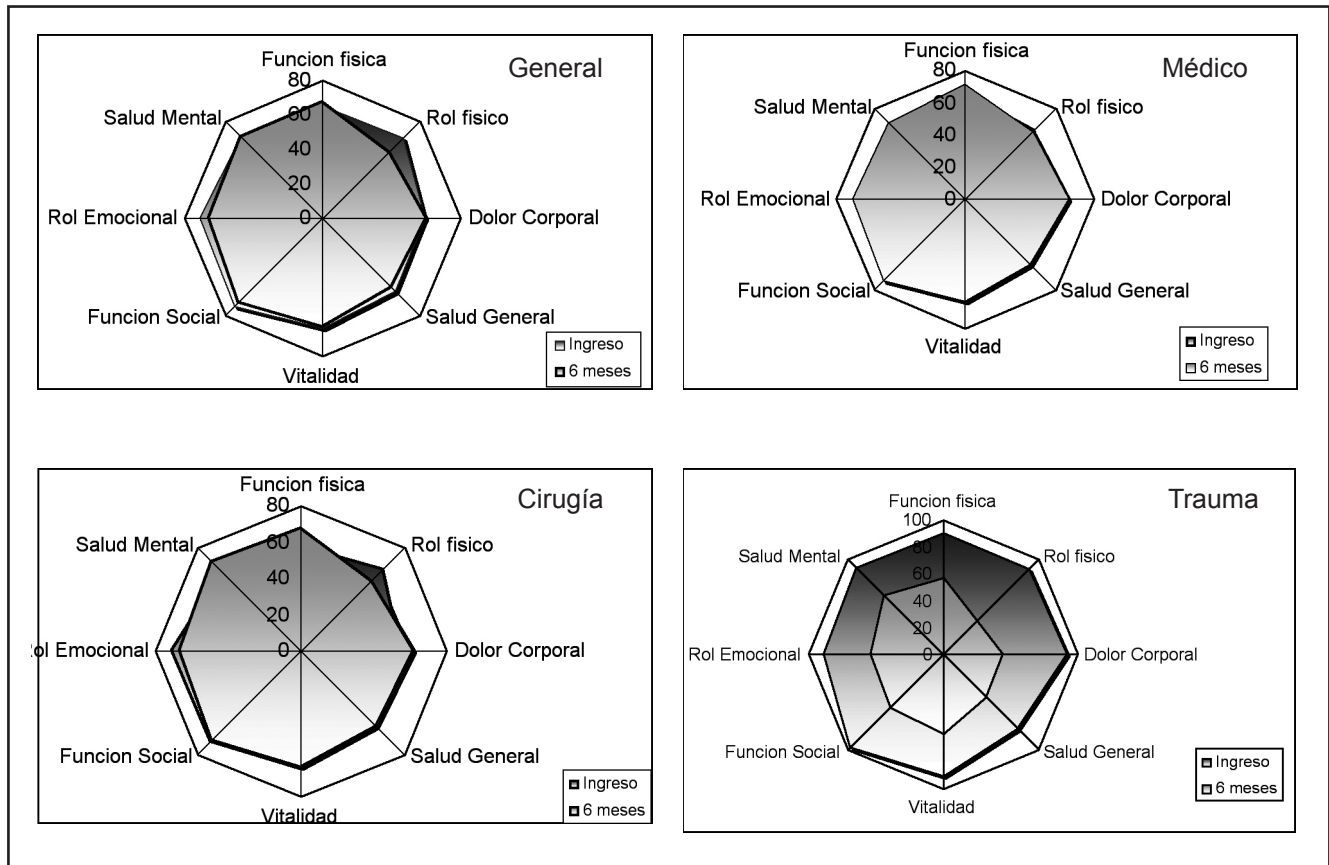 General
Funcion fisica
80
60
40
20
0
Rol fisico
Dolor Corporal
Salud General
Vitalidad
Funcion Social
Rol Emocional
Salud Mental
Ingreso
6 meses
Médico
Funcion fisica
80
60
40
20
0
Rol fisico
Dolor Corporal
Salud General
Vitalidad
Funcion Social
Rol Emocional
Salud Mental
Ingreso
6 meses
Cirugía
Funcion fisica
80
60
40
20
0
Rol fisico
Dolor Corporal
Salud General
Vitalidad
Funcion Social
ol Emocional
Salud Mental
Ingreso
6 meses
Trauma
Funcion fisica
100
80
60
40
20
0
Rol fisico
Dolor Corporal
Salud General
Vitalidad
Funcion Social
Rol Emocional
Salud Mental
Ingreso
6 meses